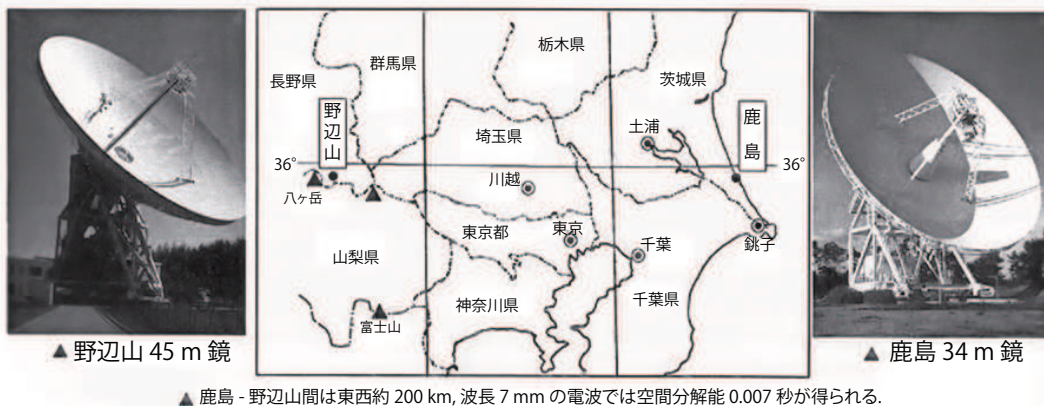 栃木県
群馬県
長野県
茨城県
野辺山
鹿島
土浦
埼玉県
36°
36°
川越
八ヶ岳
東京都
東京
千葉
銚子
山梨県
千葉県
神奈川県
富士山
▲ 野辺山 45 m 鏡
▲ 鹿島 34 m 鏡
▲ 鹿島 - 野辺山間は東西約 200 km, 波長 7 mm の電波では空間分解能 0.007 秒が得られる.